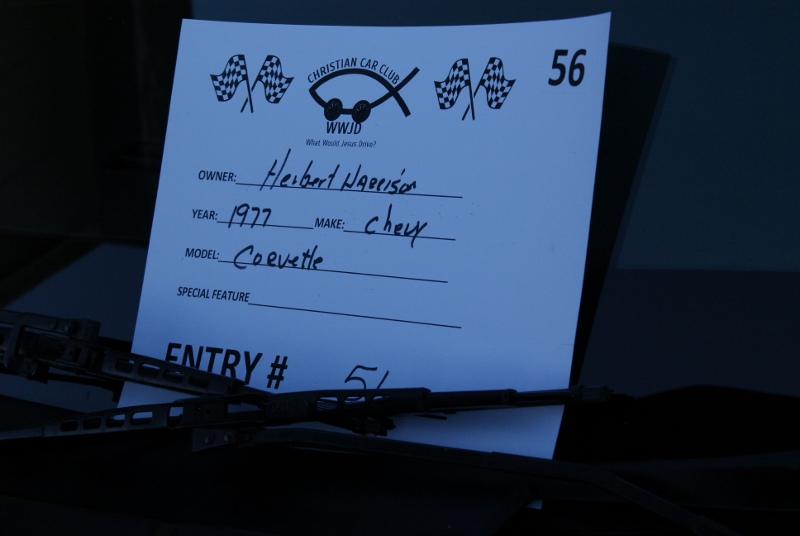 56
CHRISTIAN CAR CLUB
WWJD
What Would Jesus Drive?
OWNER: Herbert Harrison
YEAR: 1977 MAKE: Chevy
MODEL: Corvette
SPECIAL FEATURE
ENTRY #